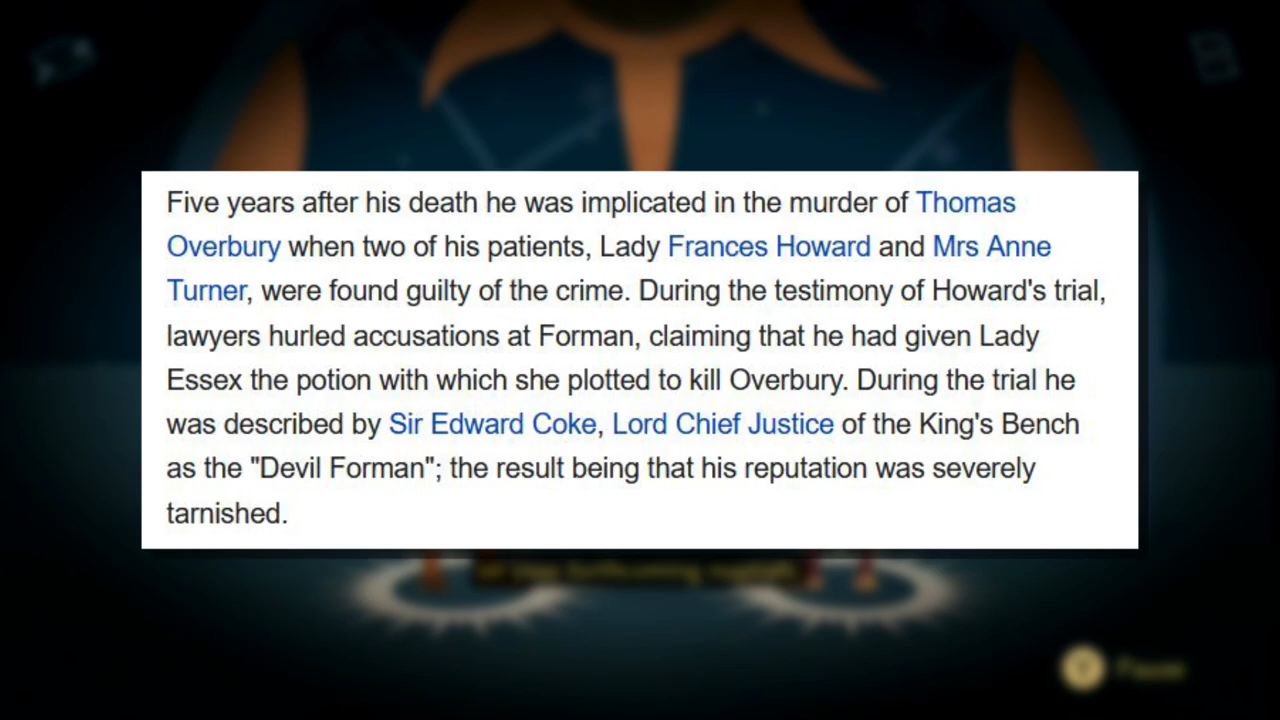 Five years after his death he was implicated in the murder of Thomas
Overbury when two of his patients, Lady Frances Howard and Mrs Anne
Turner, were found guilty of the crime. During the testimony of Howard's trial,
lawyers hurled accusations at Forman, claiming that he had given Lady
Essex the potion with which she plotted to kill Overbury. During the trial he
was described by Sir Edward Coke, Lord Chief Justice of the King's Bench
as the "Devil Forman"; the result being that his reputation was severely
tarnished.
forthcoming
Pause